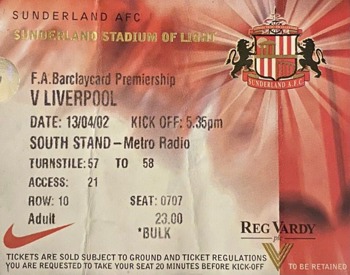 SUNDERLAND AFC
SUNDERLAND STADIUM OF LIGHT
F.A.Barclaycard Premiership
V LIVERPOOL
DATE: 13/04/02 KICK OFF: 5.35pm
SOUTH STAND – Metro Radio
TURNSTILE: 57 TO 58
ACCESS: 21
ROW: 10 SEAT: 0707
Adult 23.00
*BULK
SUNDERLAND A.F.C.
REG VARDY
plc
V
TICKETS ARE SOLD SUBJECT TO GROUND AND TICKET REGULATIONS
YOU ARE REQUESTED TO TAKE YOUR SEAT 20 MINUTES BEFORE KICK-OFF
TO BE RETAINED